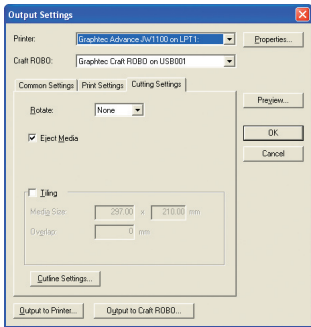 Output Settings
Printer: Graphtec Advance JW1100 on LPT1: Properties...
Craft ROBO: Graphtec Craft ROBO on USB001
Common Settings Print Settings Cutting Settings
Preview...
Rotate: None
OK
Eject Media
Cancel
Tiling
Media Size: 297.00 x 210.00 mm
Overlap: 0 mm
Cutline Settings...
Output to Printer... Output to Craft ROBO...